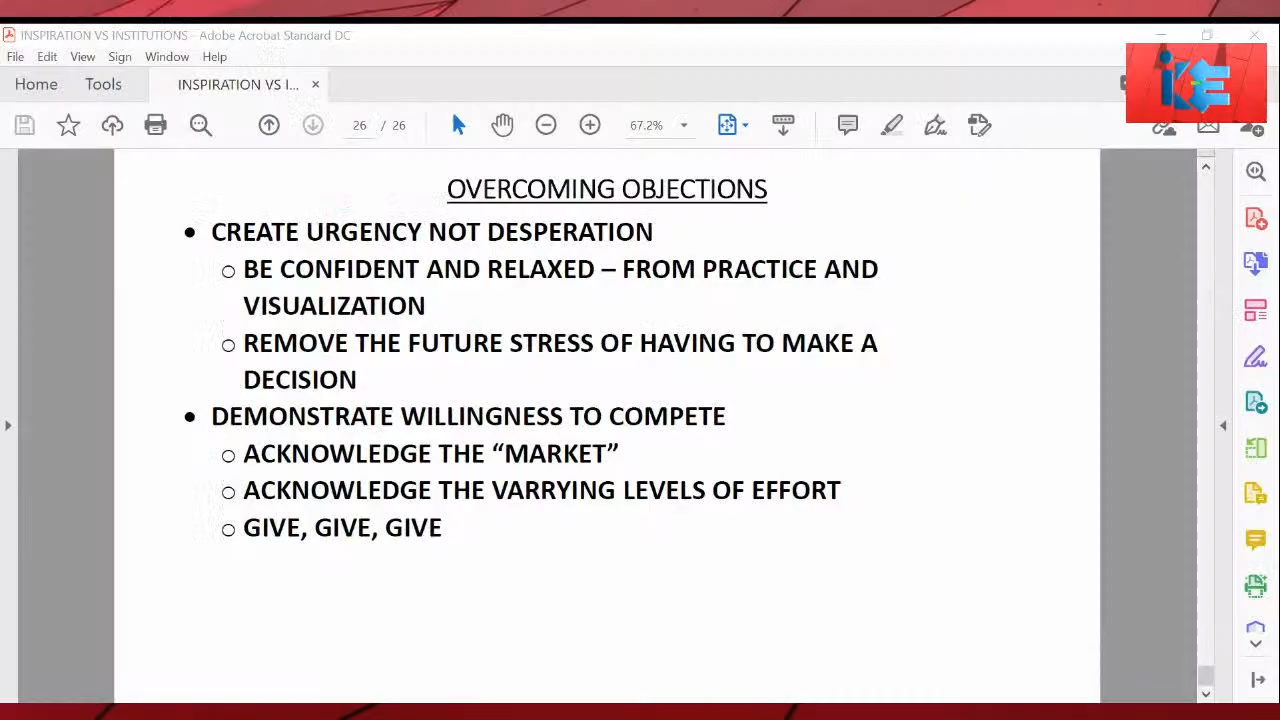 INSPIRATION VS INSTITUTIONS - Adobe Acrobat Standard DC
File Edit View Sign Window Help
Home Tools INSPIRATION VS I... ×
26 / 26 67.2%
OVERCOMING OBJECTIONS
• CREATE URGENCY NOT DESPERATION
○ BE CONFIDENT AND RELAXED – FROM PRACTICE AND
VISUALIZATION
○ REMOVE THE FUTURE STRESS OF HAVING TO MAKE A
DECISION
• DEMONSTRATE WILLINGNESS TO COMPETE
○ ACKNOWLEDGE THE “MARKET”
○ ACKNOWLEDGE THE VARRYING LEVELS OF EFFORT
○ GIVE, GIVE, GIVE